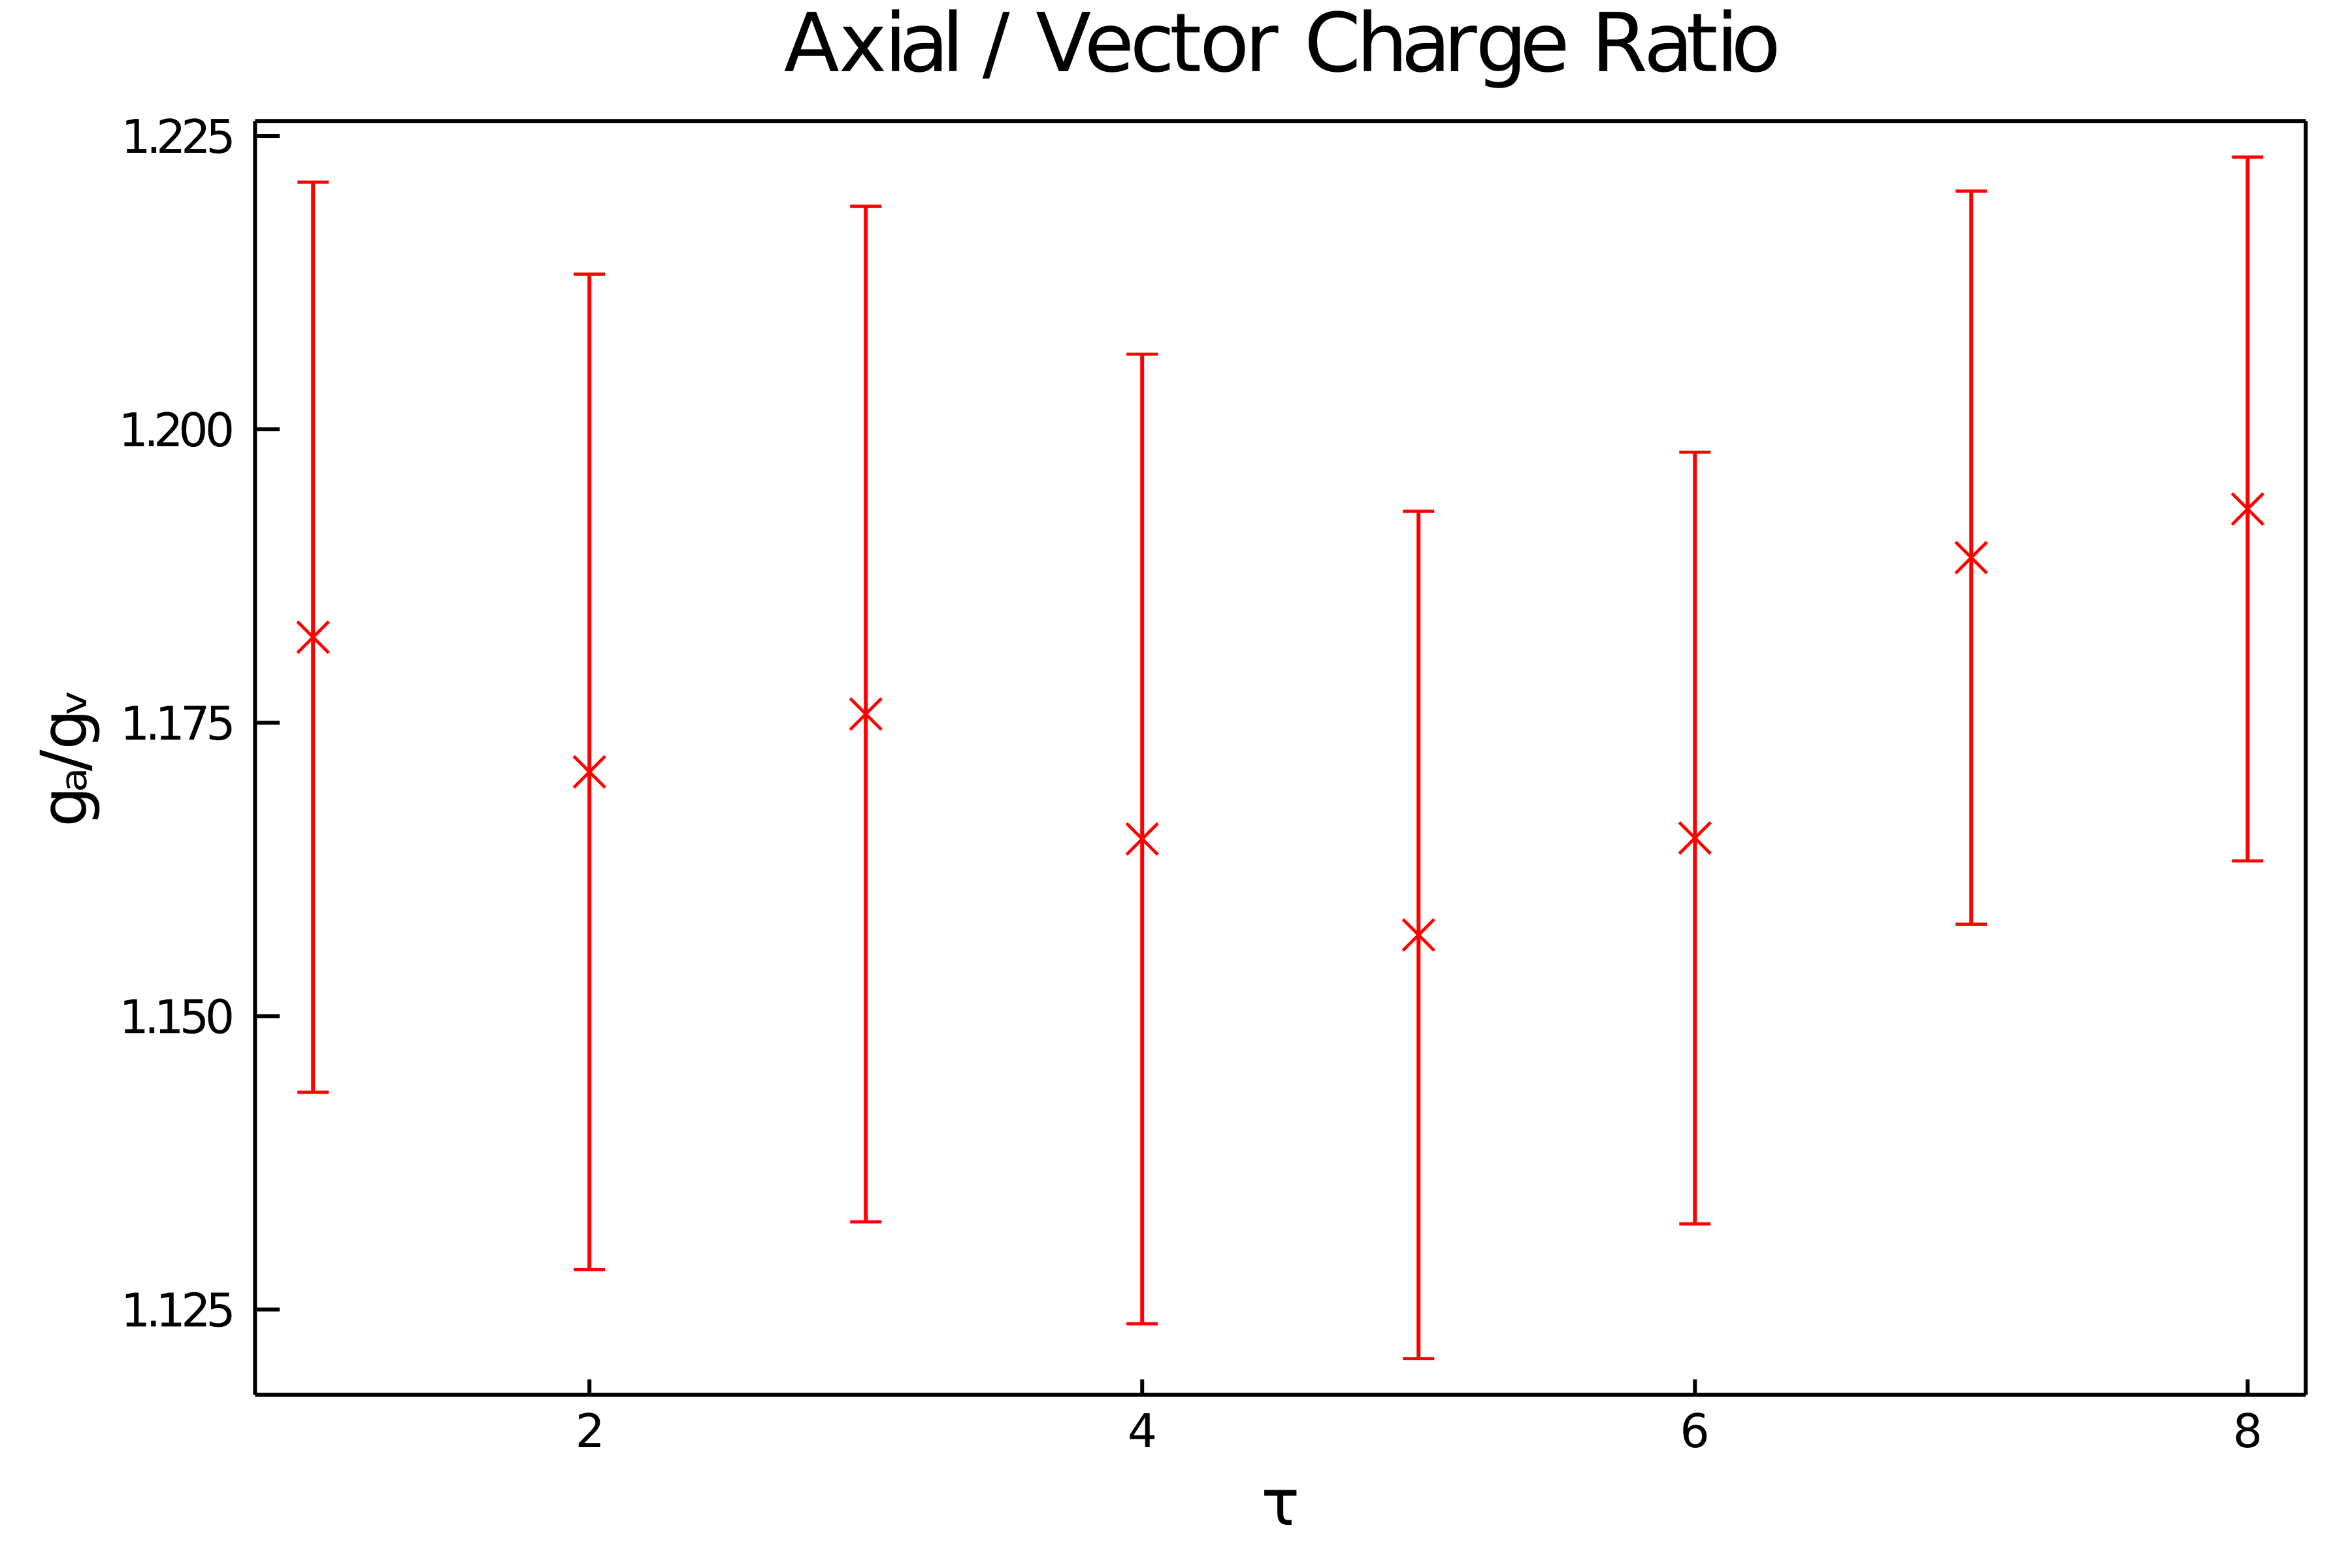 Axial / Vector Charge Ratio
1.225
1.200
1.175
1.150
1.125
gₐ/gᵥ
2 4 6 8
τ